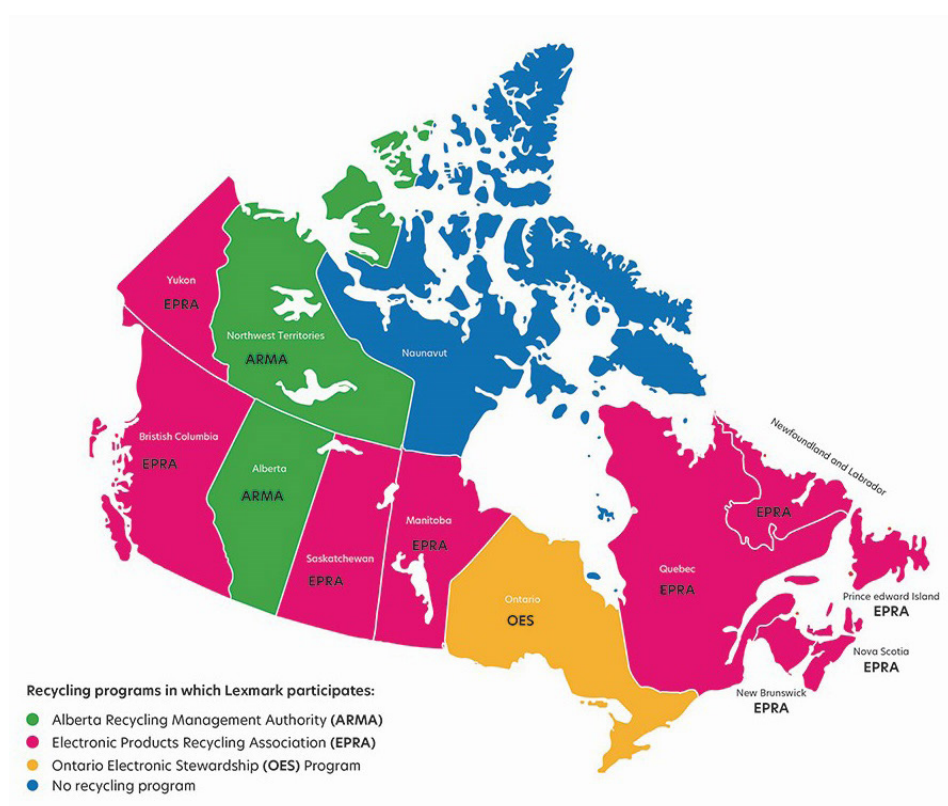 Yukon
EPRA
Northwest Territories
ARMA
Naunavut
Bristish Columbia
EPRA
Alberta
ARMA
Saskatchewan
EPRA
Manitoba
EPRA
Ontario
OES
Quebec
EPRA
Newfoundland and Labrador
EPRA
Prince edward Island
EPRA
Nova Scotia
EPRA
New Brunswick
EPRA
Recycling programs in which Lexmark participates:
Alberta Recycling Management Authority (ARMA)
Electronic Products Recycling Association (EPRA)
Ontario Electronic Stewardship (OES) Program
No recycling program